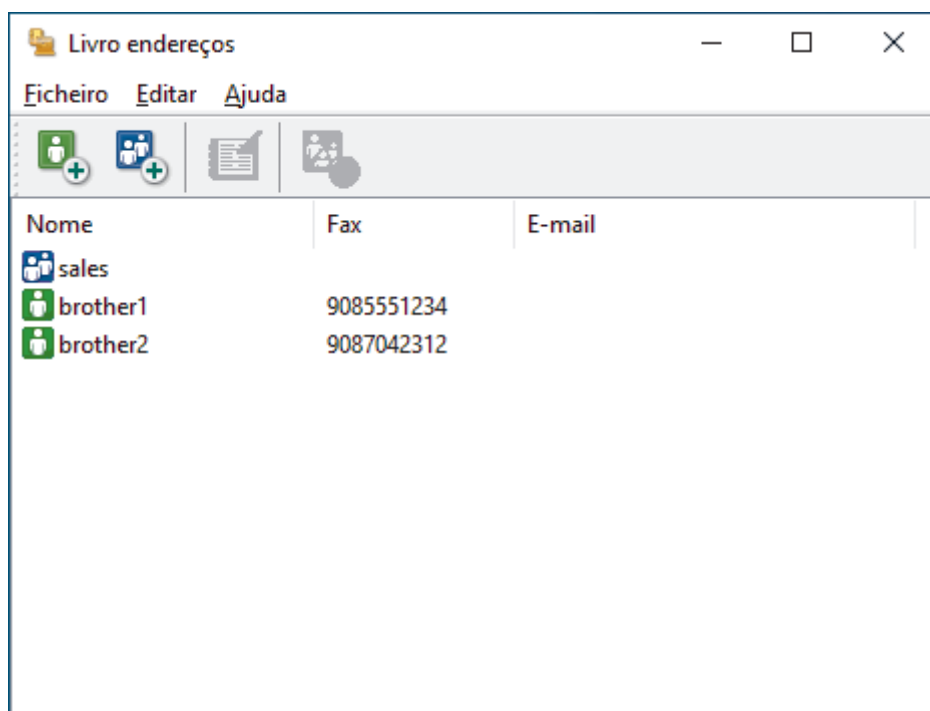 Livro endereços
Ficheiro Editar Ajuda
Nome Fax E-mail
sales
brother1 9085551234
brother2 9087042312